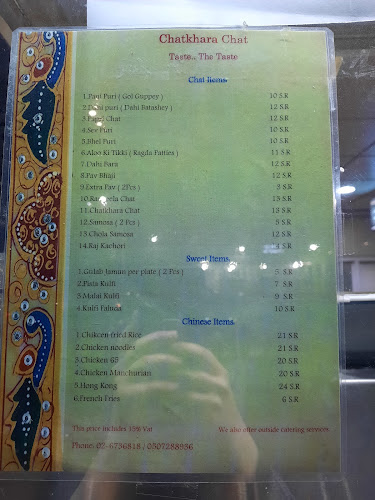 Chatkhara Chat
Taste.. The Taste
Chat Items
1.Pani Puri ( Gol Guppey ) 10 S.R
2.Dahi puri ( Dahi Batashey ) 12 S.R
3.Papri Chat 12 S.R
4.Sev Puri 10 S.R
5.Bhel Puri 10 S.R
6.Aloo Ki Tikki ( Ragda Patties ) 11 S.R
7.Dahi Bara 12 S.R
8.Pav Bhaji 12 S.R
9.Extra Pav ( 2Pcs ) 3 S.R
Chat 13 S.R
11.Chatkhara Chat 13 S.R
12.Samosa ( 2 Pcs ) 5 S.R
13.Chola Samosa 12 S.R
14.Raj Kachori 12 S.R
Sweet Items
1.Gulab Jaman per plate ( 2 Pcs ) 5 S.R
2.Pista Kulfi 7 S.R
3.Malai Kulfi 9 S.R
4.Kulfi Faluda 10 S.R
Chinese Items
1.Chikcen fried Rice 21 S.R
2.Chicken noodles 21 S.R
3.Chicken 65 20 S.R
4.Chicken Manchurian 20 S.R
5.Hong Kong 24 S.R
6.French Fries 6 S.R
This price includes 15% Vat We also offer outside catering services
Phone: 02-6736818 / 0507288936